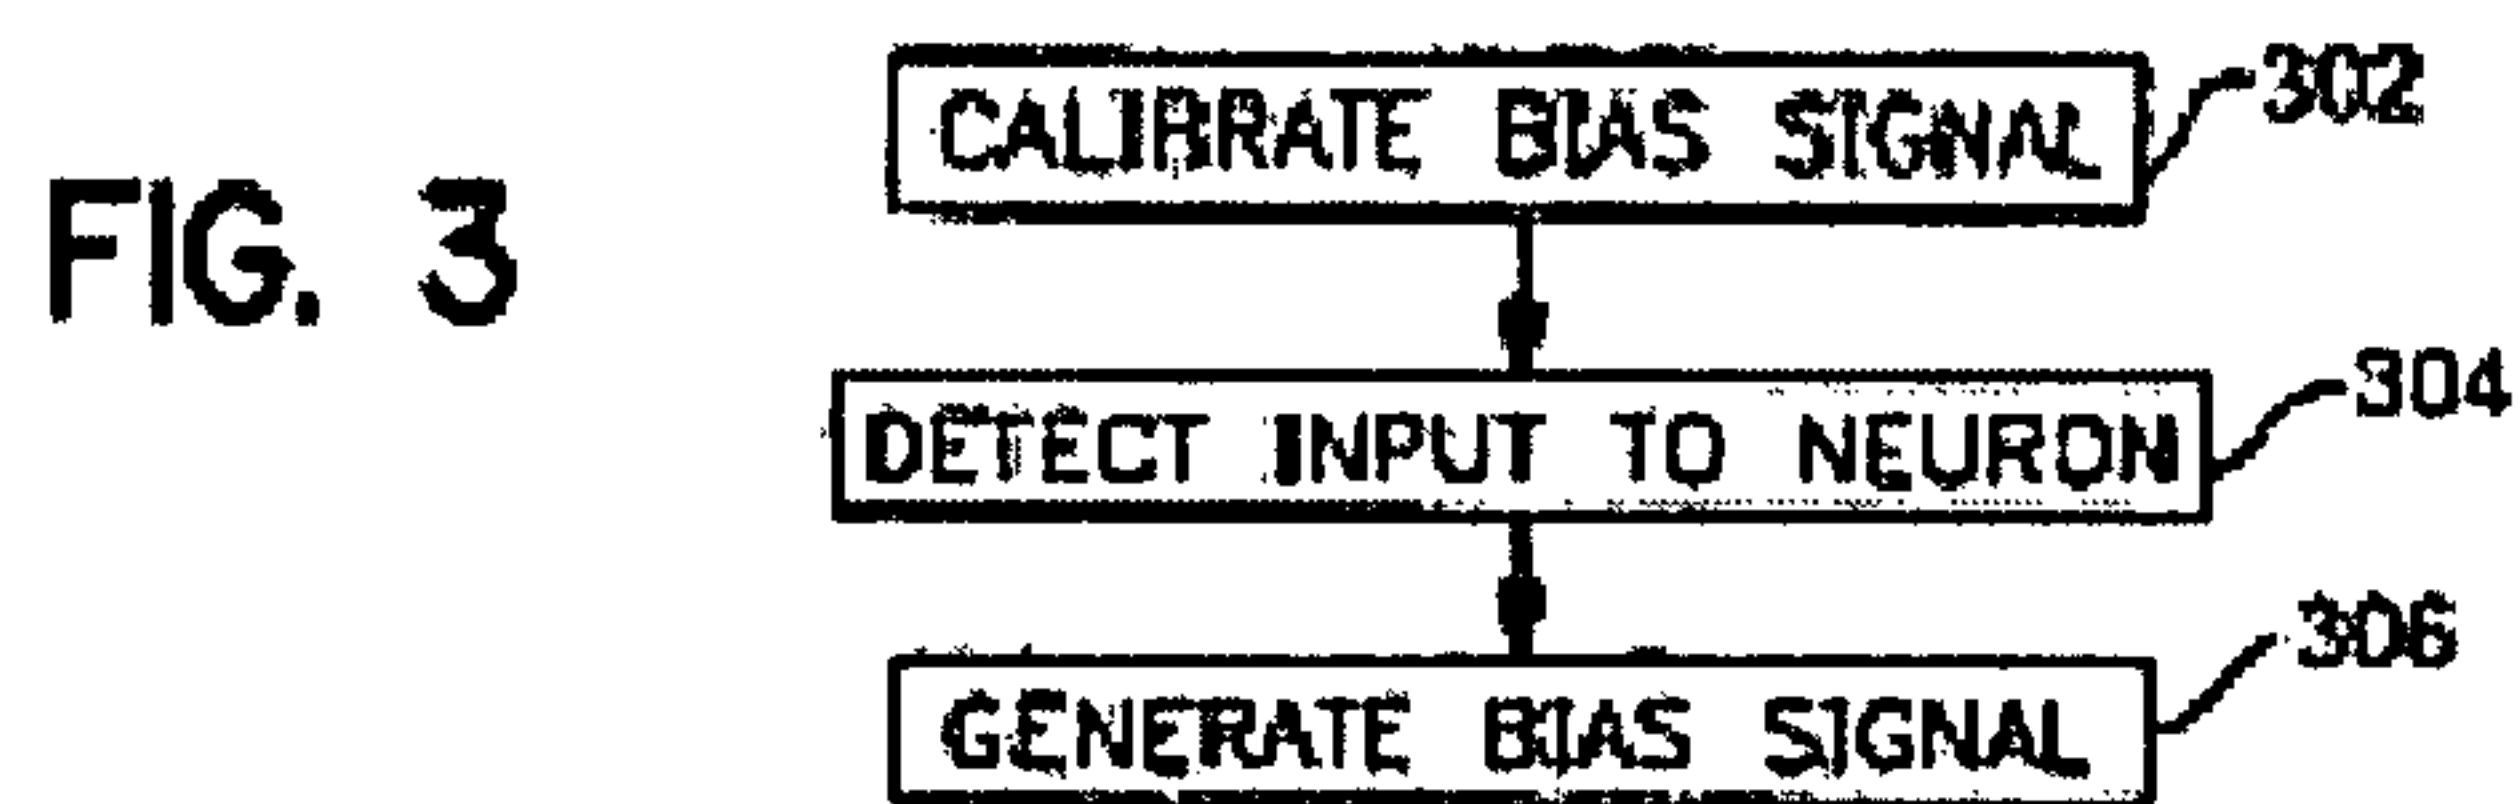 CALIBRATE BIAS SIGNAL
302
FIG. 3
DETECT INPUT TO NEURON
304
GENERATE BIAS SIGNAL
306